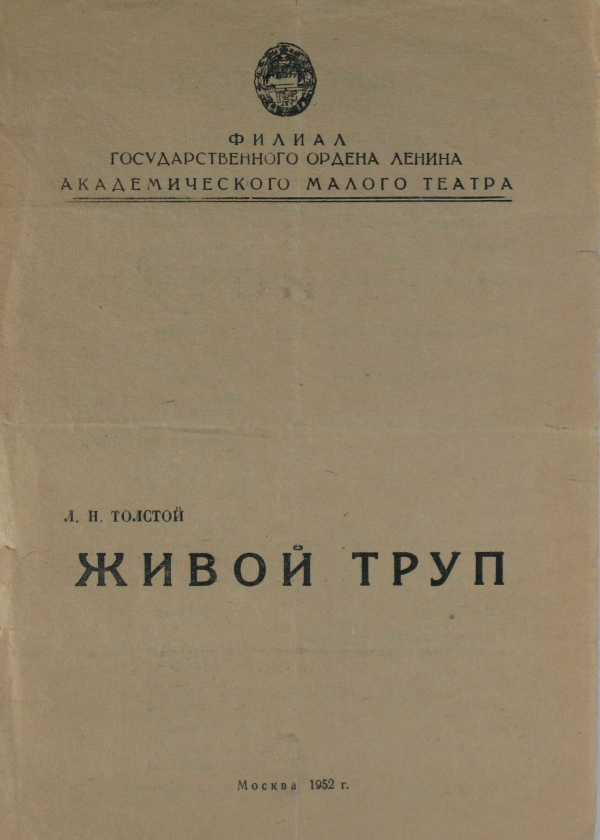 ФИЛИАЛ
ГОСУДАРСТВЕННОГО ОРДЕНА ЛЕНИНА
АКАДЕМИЧЕСКОГО МАЛОГО ТЕАТРА
Л. Н. ТОЛСТОЙ
ЖИВОЙ ТРУП
Москва 1952 г.